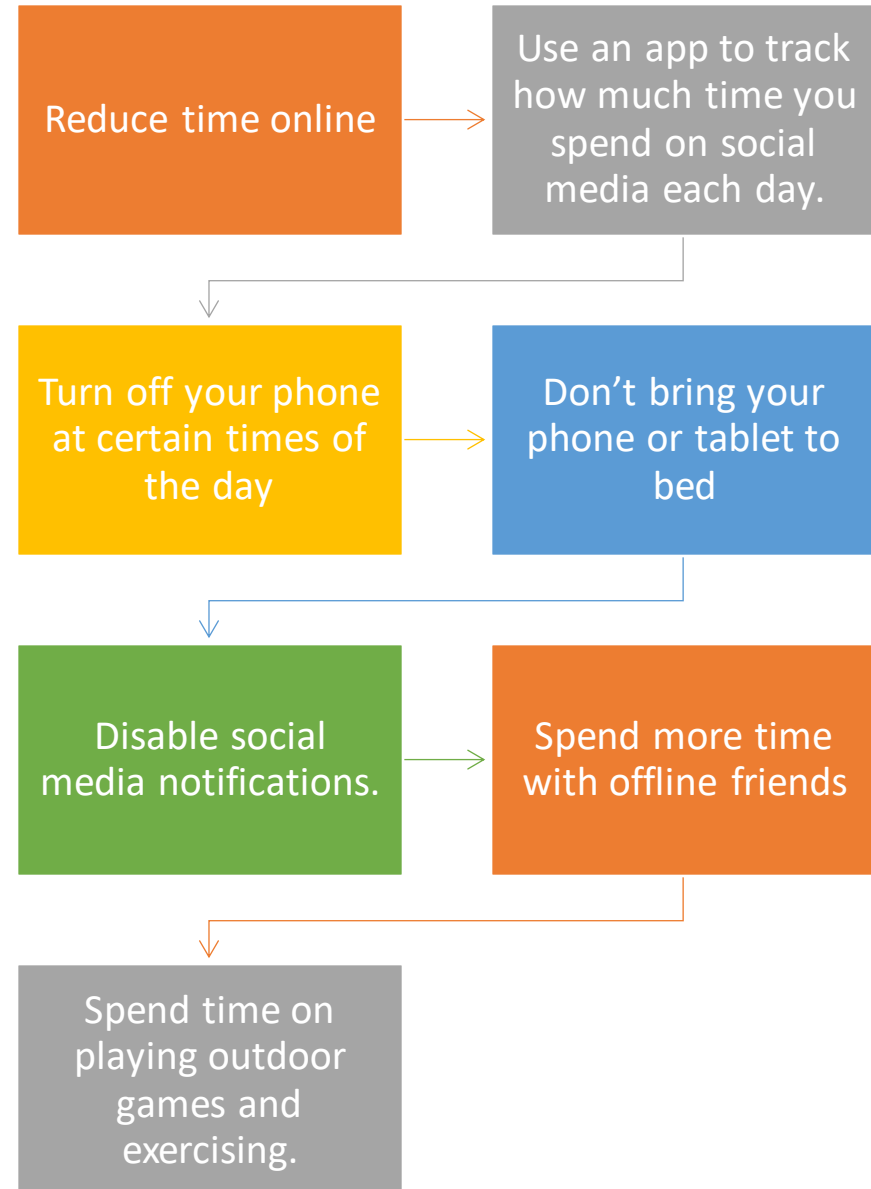 Reduce time online
Use an app to track
how much time you
spend on social
media each day.
Turn off your phone
at certain times of
the day
Don’t bring your
phone or tablet to
bed
Disable social
media notifications.
Spend more time
with offline friends
Spend time on
playing outdoor
games and
exercising.